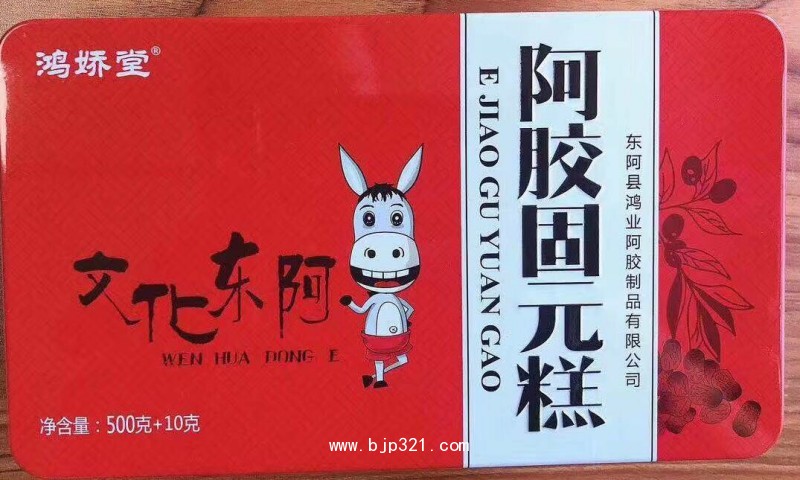 鸿娇堂®
文化东阿
WEN HUA DONG E
净含量：500克+10克
阿胶固元糕
E JIAO GU YUAN GAO
东阿县鸿业阿胶制品有限公司
www.bjp321.com